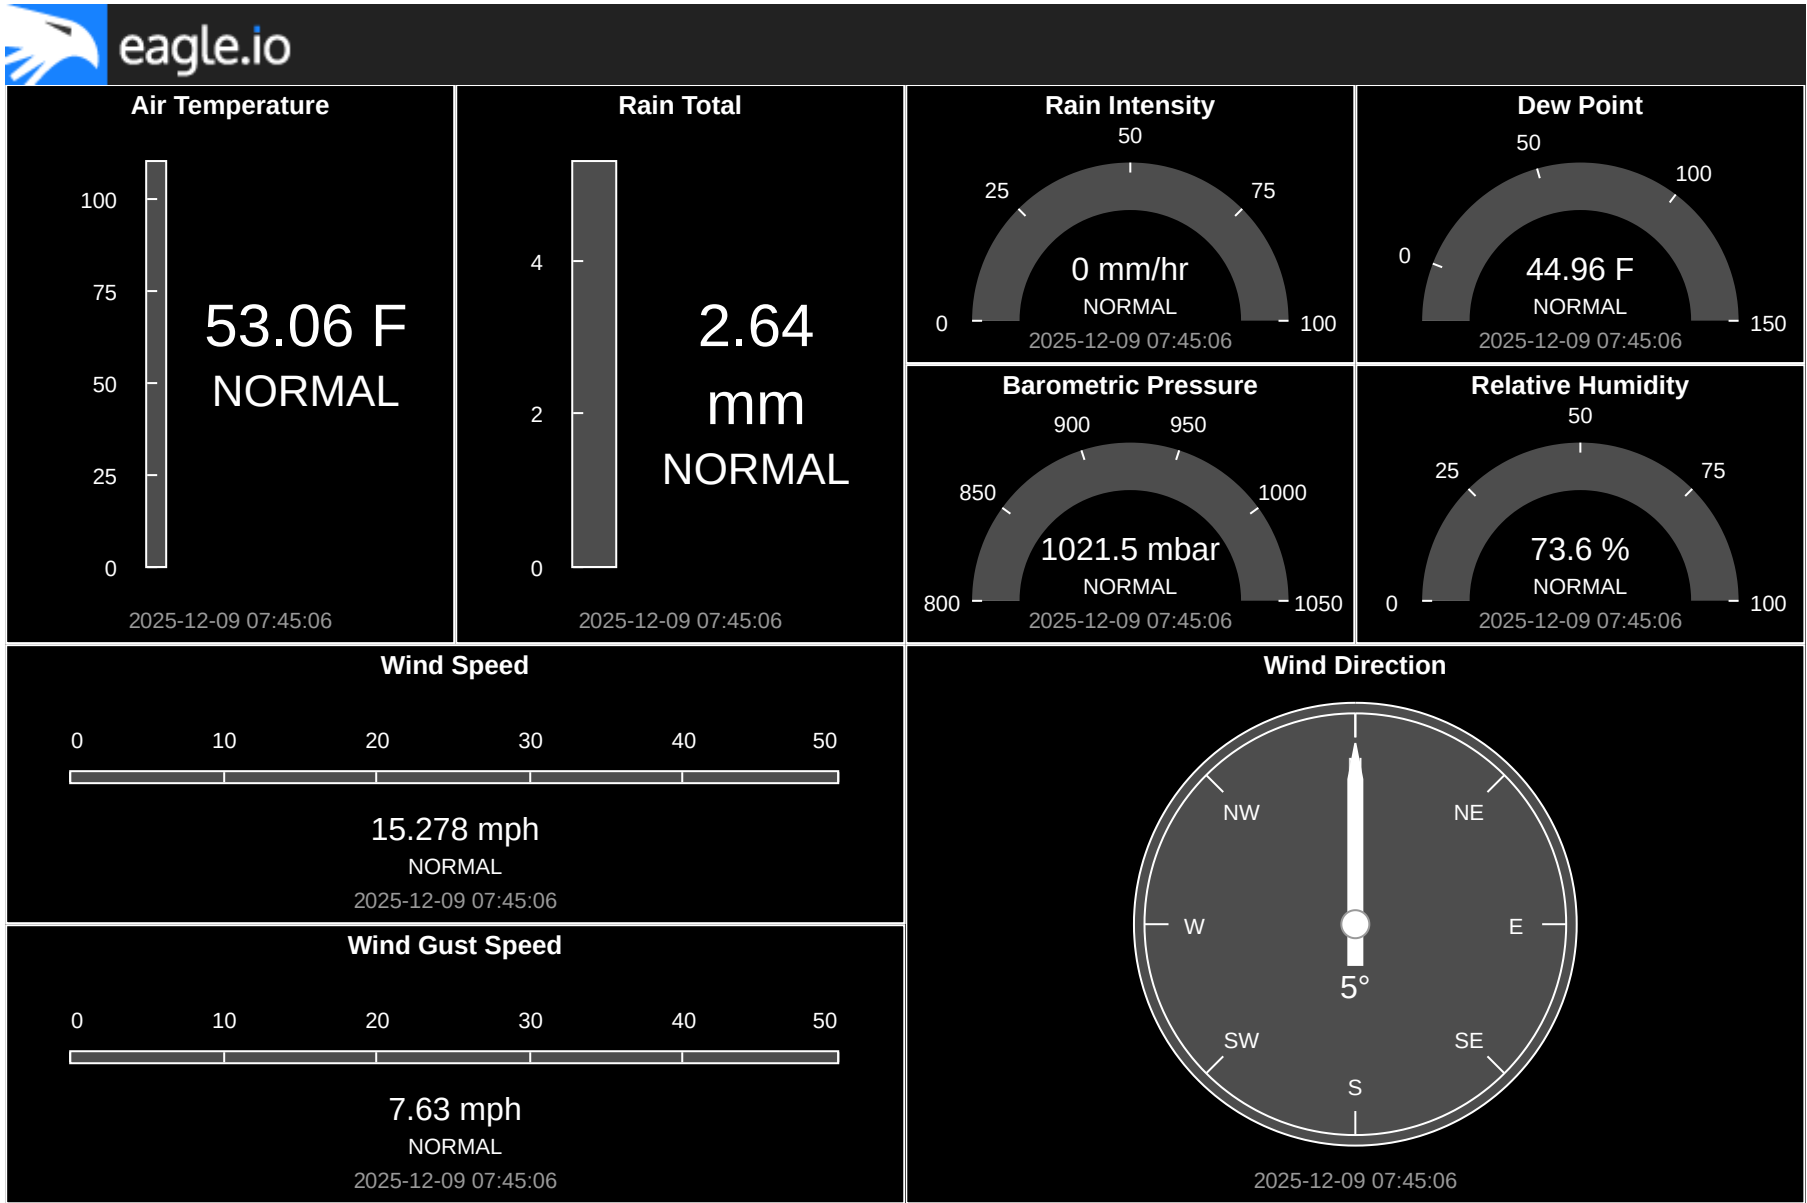 eagle.io
Air Temperature
100
75
50
25
0
53.06 F
NORMAL
2025-12-09 07:45:06
Rain Total
4
2
0
2.64
mm
NORMAL
2025-12-09 07:45:06
Rain Intensity
50
25
75
0
100
0 mm/hr
NORMAL
2025-12-09 07:45:06
Dew Point
50
100
0
150
44.96 F
NORMAL
2025-12-09 07:45:06
Barometric Pressure
900
950
850
1000
800
1050
1021.5 mbar
NORMAL
2025-12-09 07:45:06
Relative Humidity
50
25
75
0
100
73.6 %
NORMAL
2025-12-09 07:45:06
Wind Speed
0 10 20 30 40 50
15.278 mph
NORMAL
2025-12-09 07:45:06
Wind Gust Speed
0 10 20 30 40 50
7.63 mph
NORMAL
2025-12-09 07:45:06
Wind Direction
NW
NE
W
E
5°
SW
SE
S
2025-12-09 07:45:06